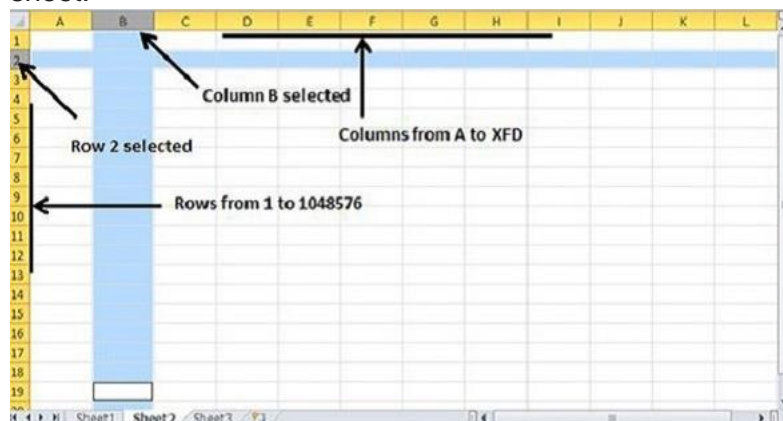 sheet.
A B C D E F G H I J K L
1
2
3
Column B selected
4
5
Columns from A to XFD
6
Row 2 selected
7
8
9
Rows from 1 to 1048576
10
11
12
13
14
15
16
17
18
19
Sheet1 Sheet2 Sheet3